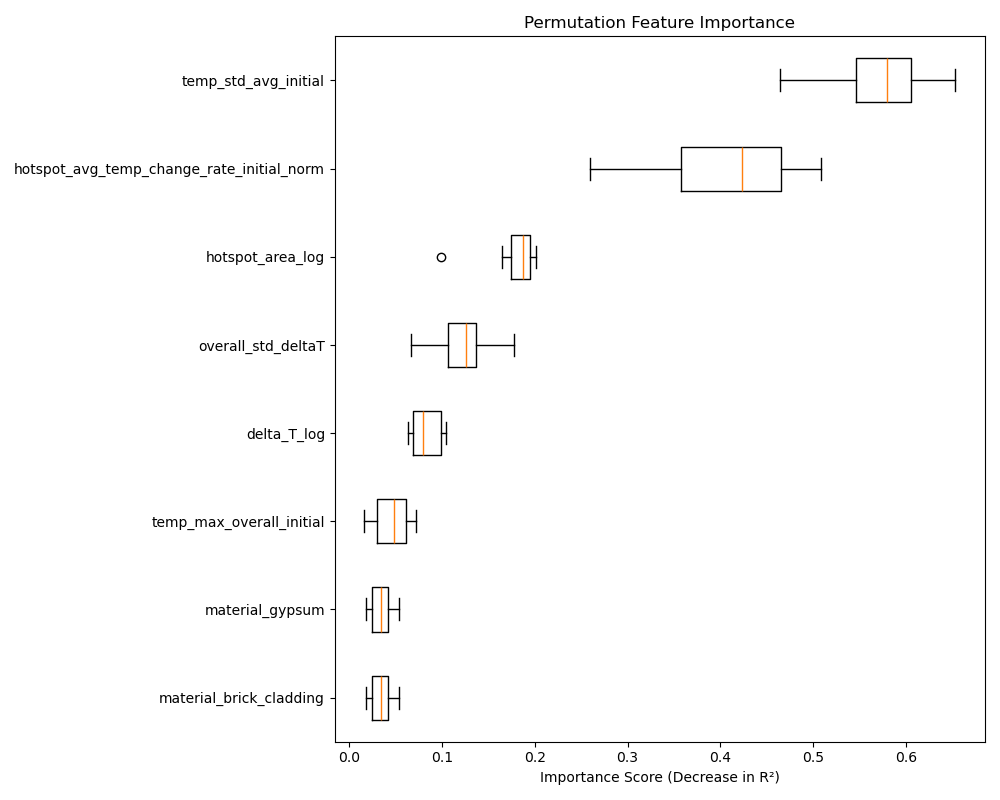 Permutation Feature Importance
temp_std_avg_initial
hotspot_avg_temp_change_rate_initial_norm
hotspot_area_log
overall_std_deltaT
delta_T_log
temp_max_overall_initial
material_gypsum
material_brick_cladding
0.0 0.1 0.2 0.3 0.4 0.5 0.6
Importance Score (Decrease in R²)